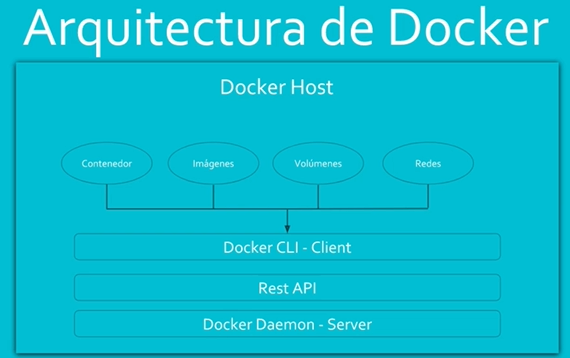 Arquitectura de Docker
Docker Host
Contenedor
Imágenes
Volúmenes
Redes
Docker CLI - Client
Rest API
Docker Daemon - Server